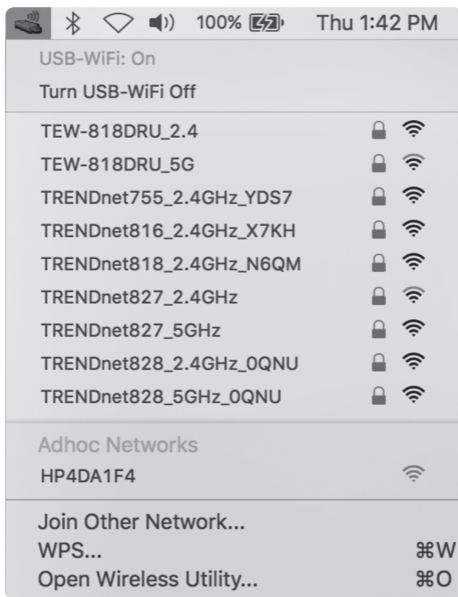 100% Thu 1:42 PM
USB-WiFi: On
Turn USB-WiFi Off
TEW-818DRU_2.4
TEW-818DRU_5G
TRENDnet755_2.4GHz_YDS7
TRENDnet816_2.4GHz_X7KH
TRENDnet818_2.4GHz_N6QM
TRENDnet827_2.4GHz
TRENDnet827_5GHz
TRENDnet828_2.4GHz_0QNU
TRENDnet828_5GHz_0QNU
Adhoc Networks
HP4DA1F4
Join Other Network...
WPS... ⌘W
Open Wireless Utility... ⌘O